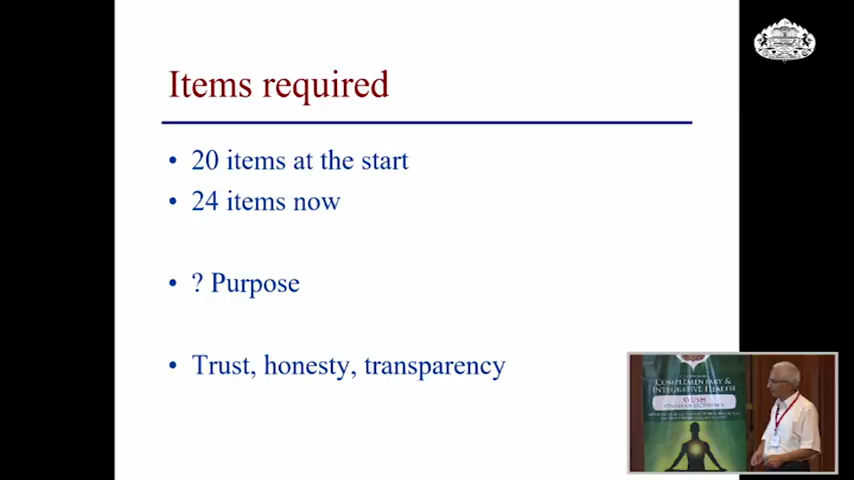 Items required
• 20 items at the start
• 24 items now
• ? Purpose
• Trust, honesty, transparency
COMPLEMENTARY &
INTEGRATIVE HEALTH